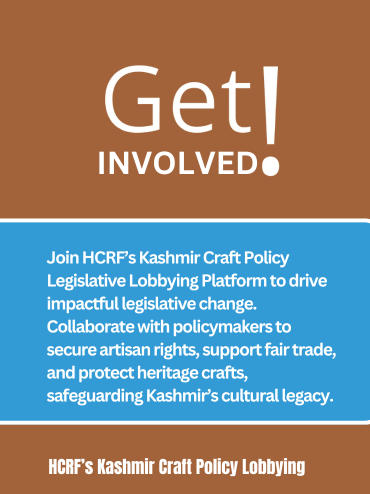 Get!
INVOLVED
Join HCRF's Kashmir Craft Policy
Legislative Lobbying Platform to drive
impactful legislative change.
Collaborate with policymakers to
secure artisan rights, support fair trade,
and protect heritage crafts,
safeguarding Kashmir's cultural legacy.
HCRF's Kashmir Craft Policy Lobbying